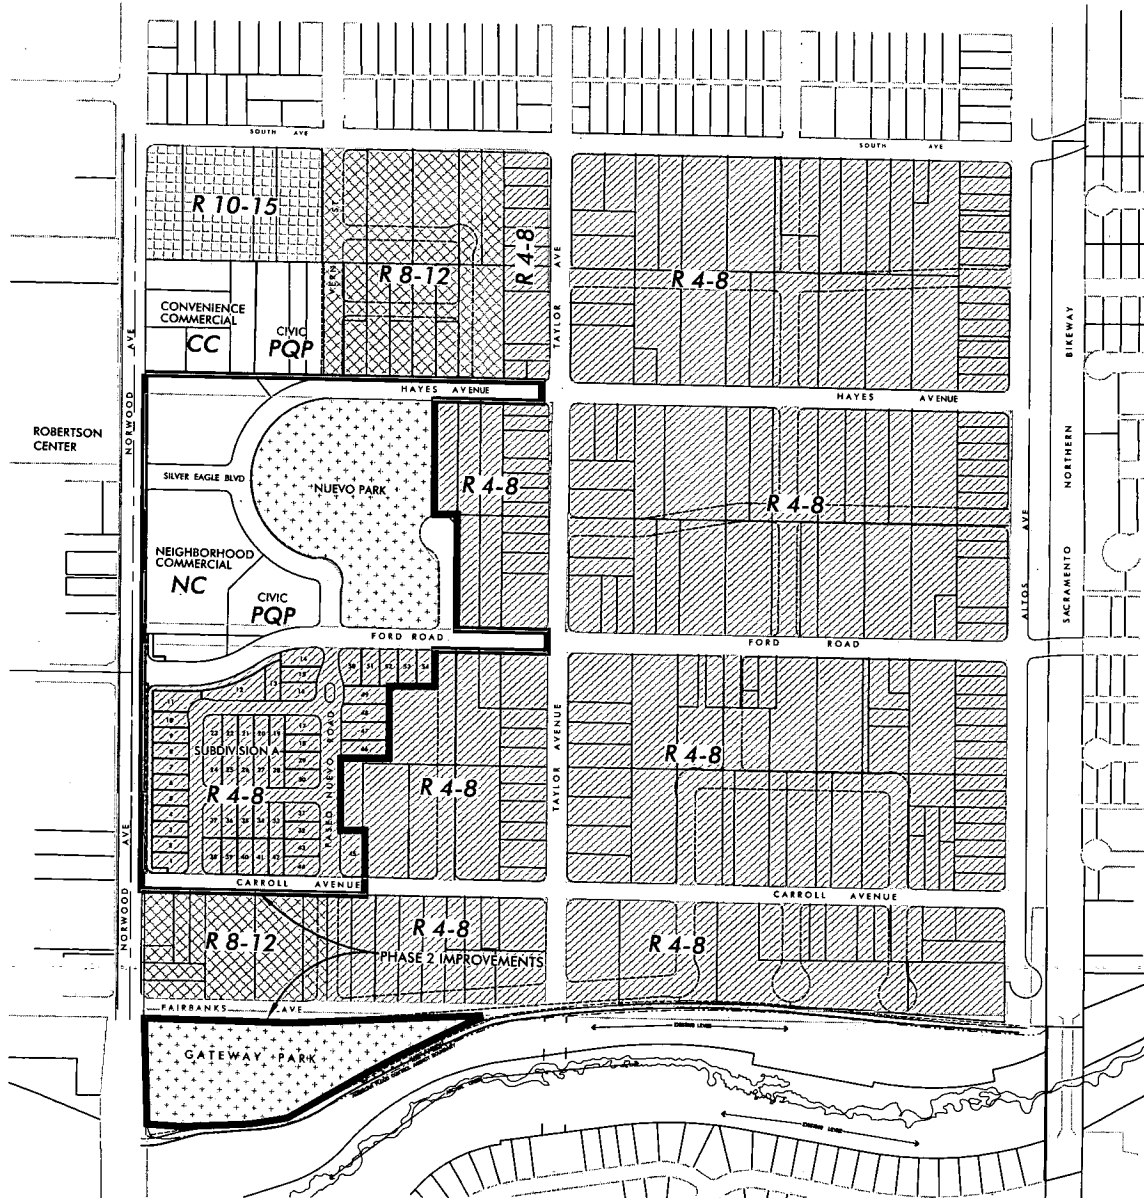 SOUTH AVE
SOUTH AVE
R 10-15
VERN ST
R 8-12
R 4-8
TAYLOR AVE
R 4-8
CONVENIENCE
COMMERCIAL
CC
CIVIC
PQP
NORWOOD AVE
BIKEWAY
HAYES AVENUE
HAYES AVENUE
ROBERTSON
CENTER
SILVER EAGLE BLVD
NUEVO PARK
R 4-8
R 4-8
NORTHERN
SACRAMENTO
ALTOS AVE
NEIGHBORHOOD
COMMERCIAL
NC
CIVIC
PQP
FORD ROAD
FORD ROAD
SUBDIVISION A
R 4-8
PASEO NUEVO ROAD
R 4-8
TAYLOR AVENUE
R 4-8
CARROLL AVENUE
CARROLL AVENUE
NORWOOD AVE
R 8-12
R 4-8
R 4-8
PHASE 2 IMPROVEMENTS
FAIRBANKS AVE
GATEWAY PARK
EXISTING LEVEE
EXISTING LEVEE